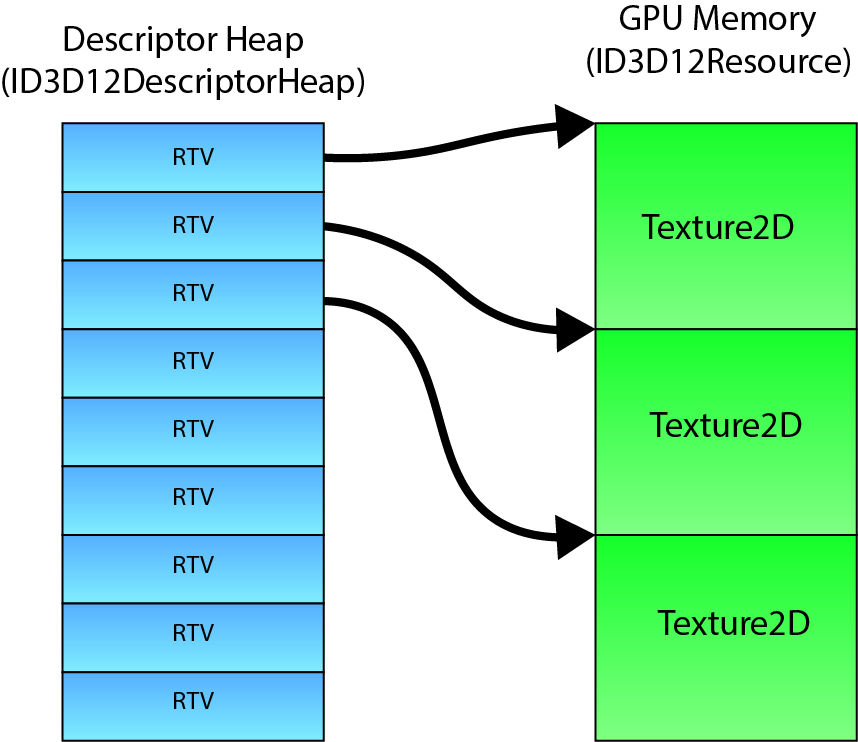 Descriptor Heap
(ID3D12DescriptorHeap)
RTV
RTV
RTV
RTV
RTV
RTV
RTV
RTV
RTV
GPU Memory
(ID3D12Resource)
Texture2D
Texture2D
Texture2D